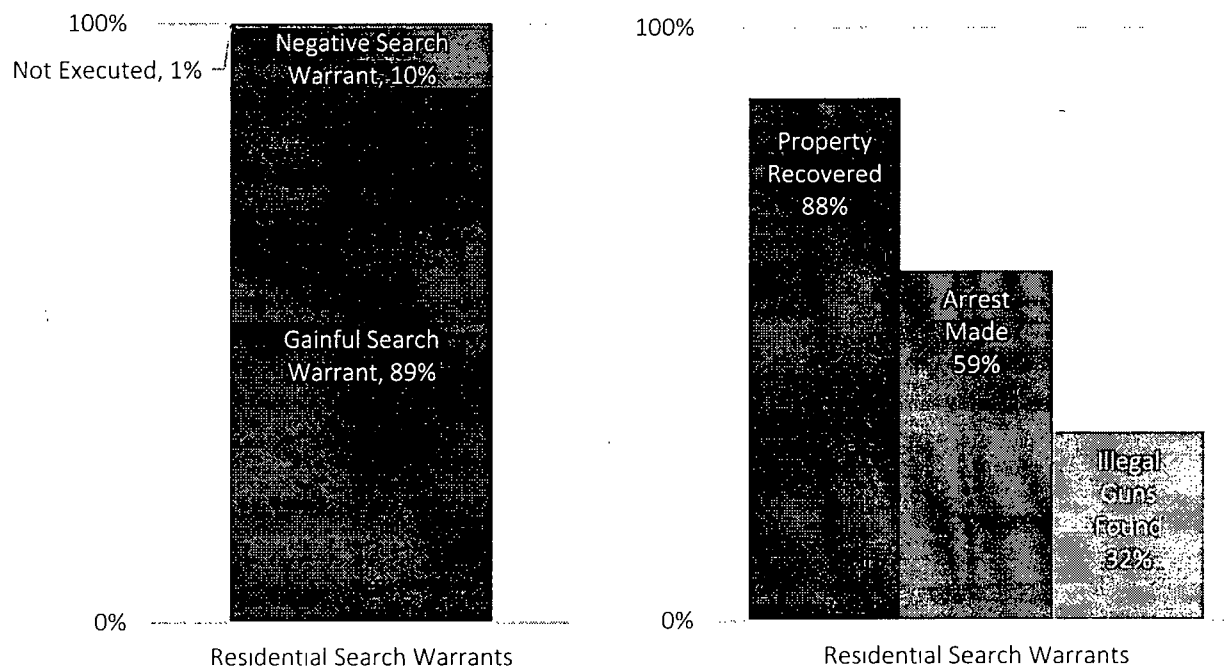 100%
Not Executed, 1%
Negative Search
Warrant, 10%
Gainful Search
Warrant, 89%
0%
Residential Search Warrants
100%
Property
Recovered
88%
Arrest
Made
59%
Illegal
Guns
Found
32%
0%
Residential Search Warrants